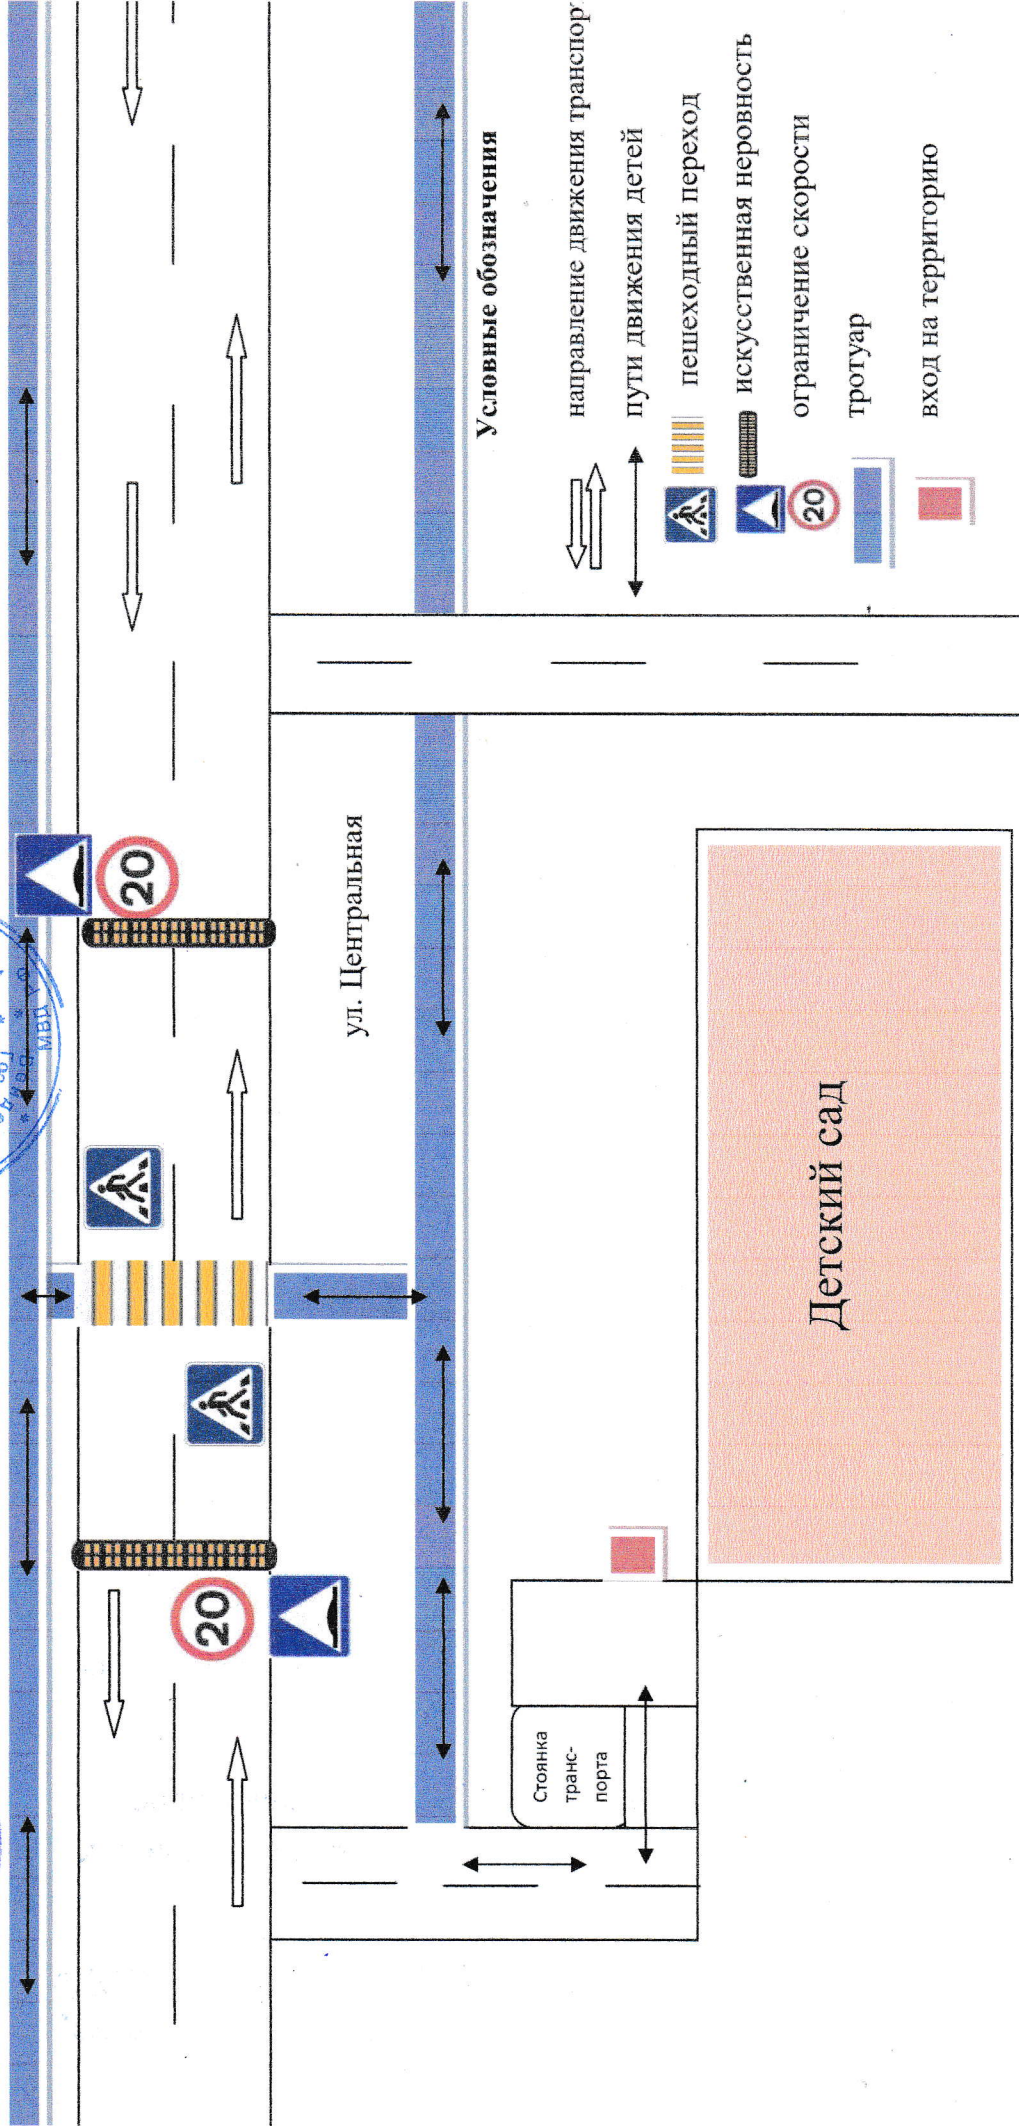 20
20
ул. Центральная
Стоянка
транс-
порта
Детский сад
Условные обозначения
направление движения транспор
пути движения детей
пешеходный переход
искусственная неровность
20
ограничение скорости
тротуар
вход на территорию